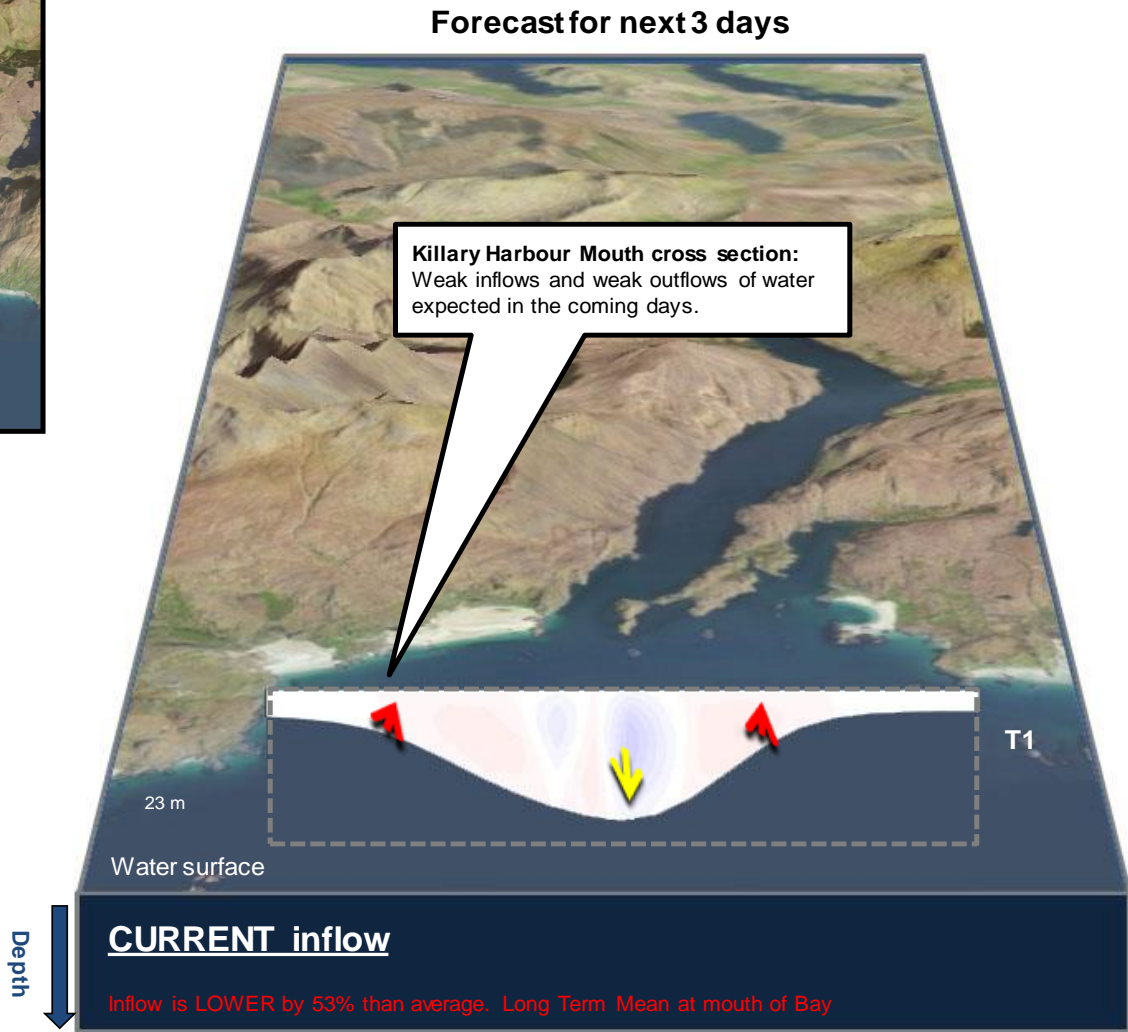 Forecast for next 3 days
Killary Harbour Mouth cross section:
Weak inflows and weak outflows of water
expected in the coming days.
T1
23 m
Water surface
Depth
CURRENT inflow
Inflow is LOWER by 53% than average. Long Term Mean at mouth of Bay